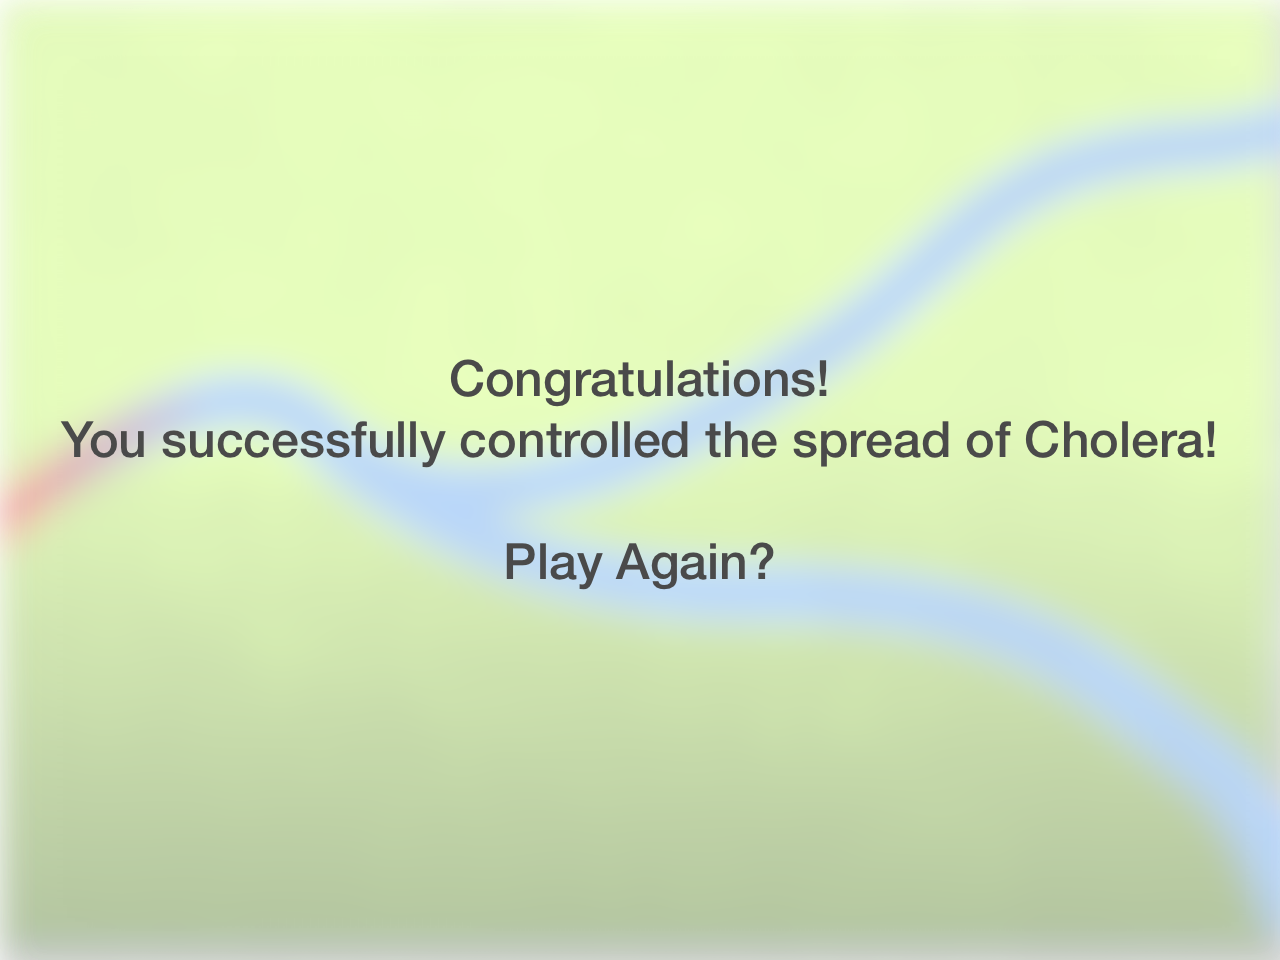 Congratulations!
You successfully controlled the spread of Cholera!
Play Again?